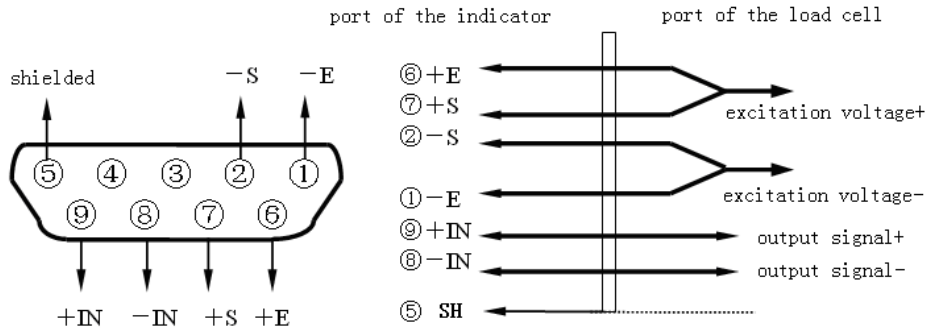 port of the indicator
port of the load cell
shielded
−S
−E
⑤ ④ ③ ② ①
⑨ ⑧ ⑦ ⑥
+IN −IN +S +E
⑥+E
⑦+S
excitation voltage+
②−S
①−E
excitation voltage-
⑨+IN
output signal+
⑧−IN
output signal-
⑤ SH